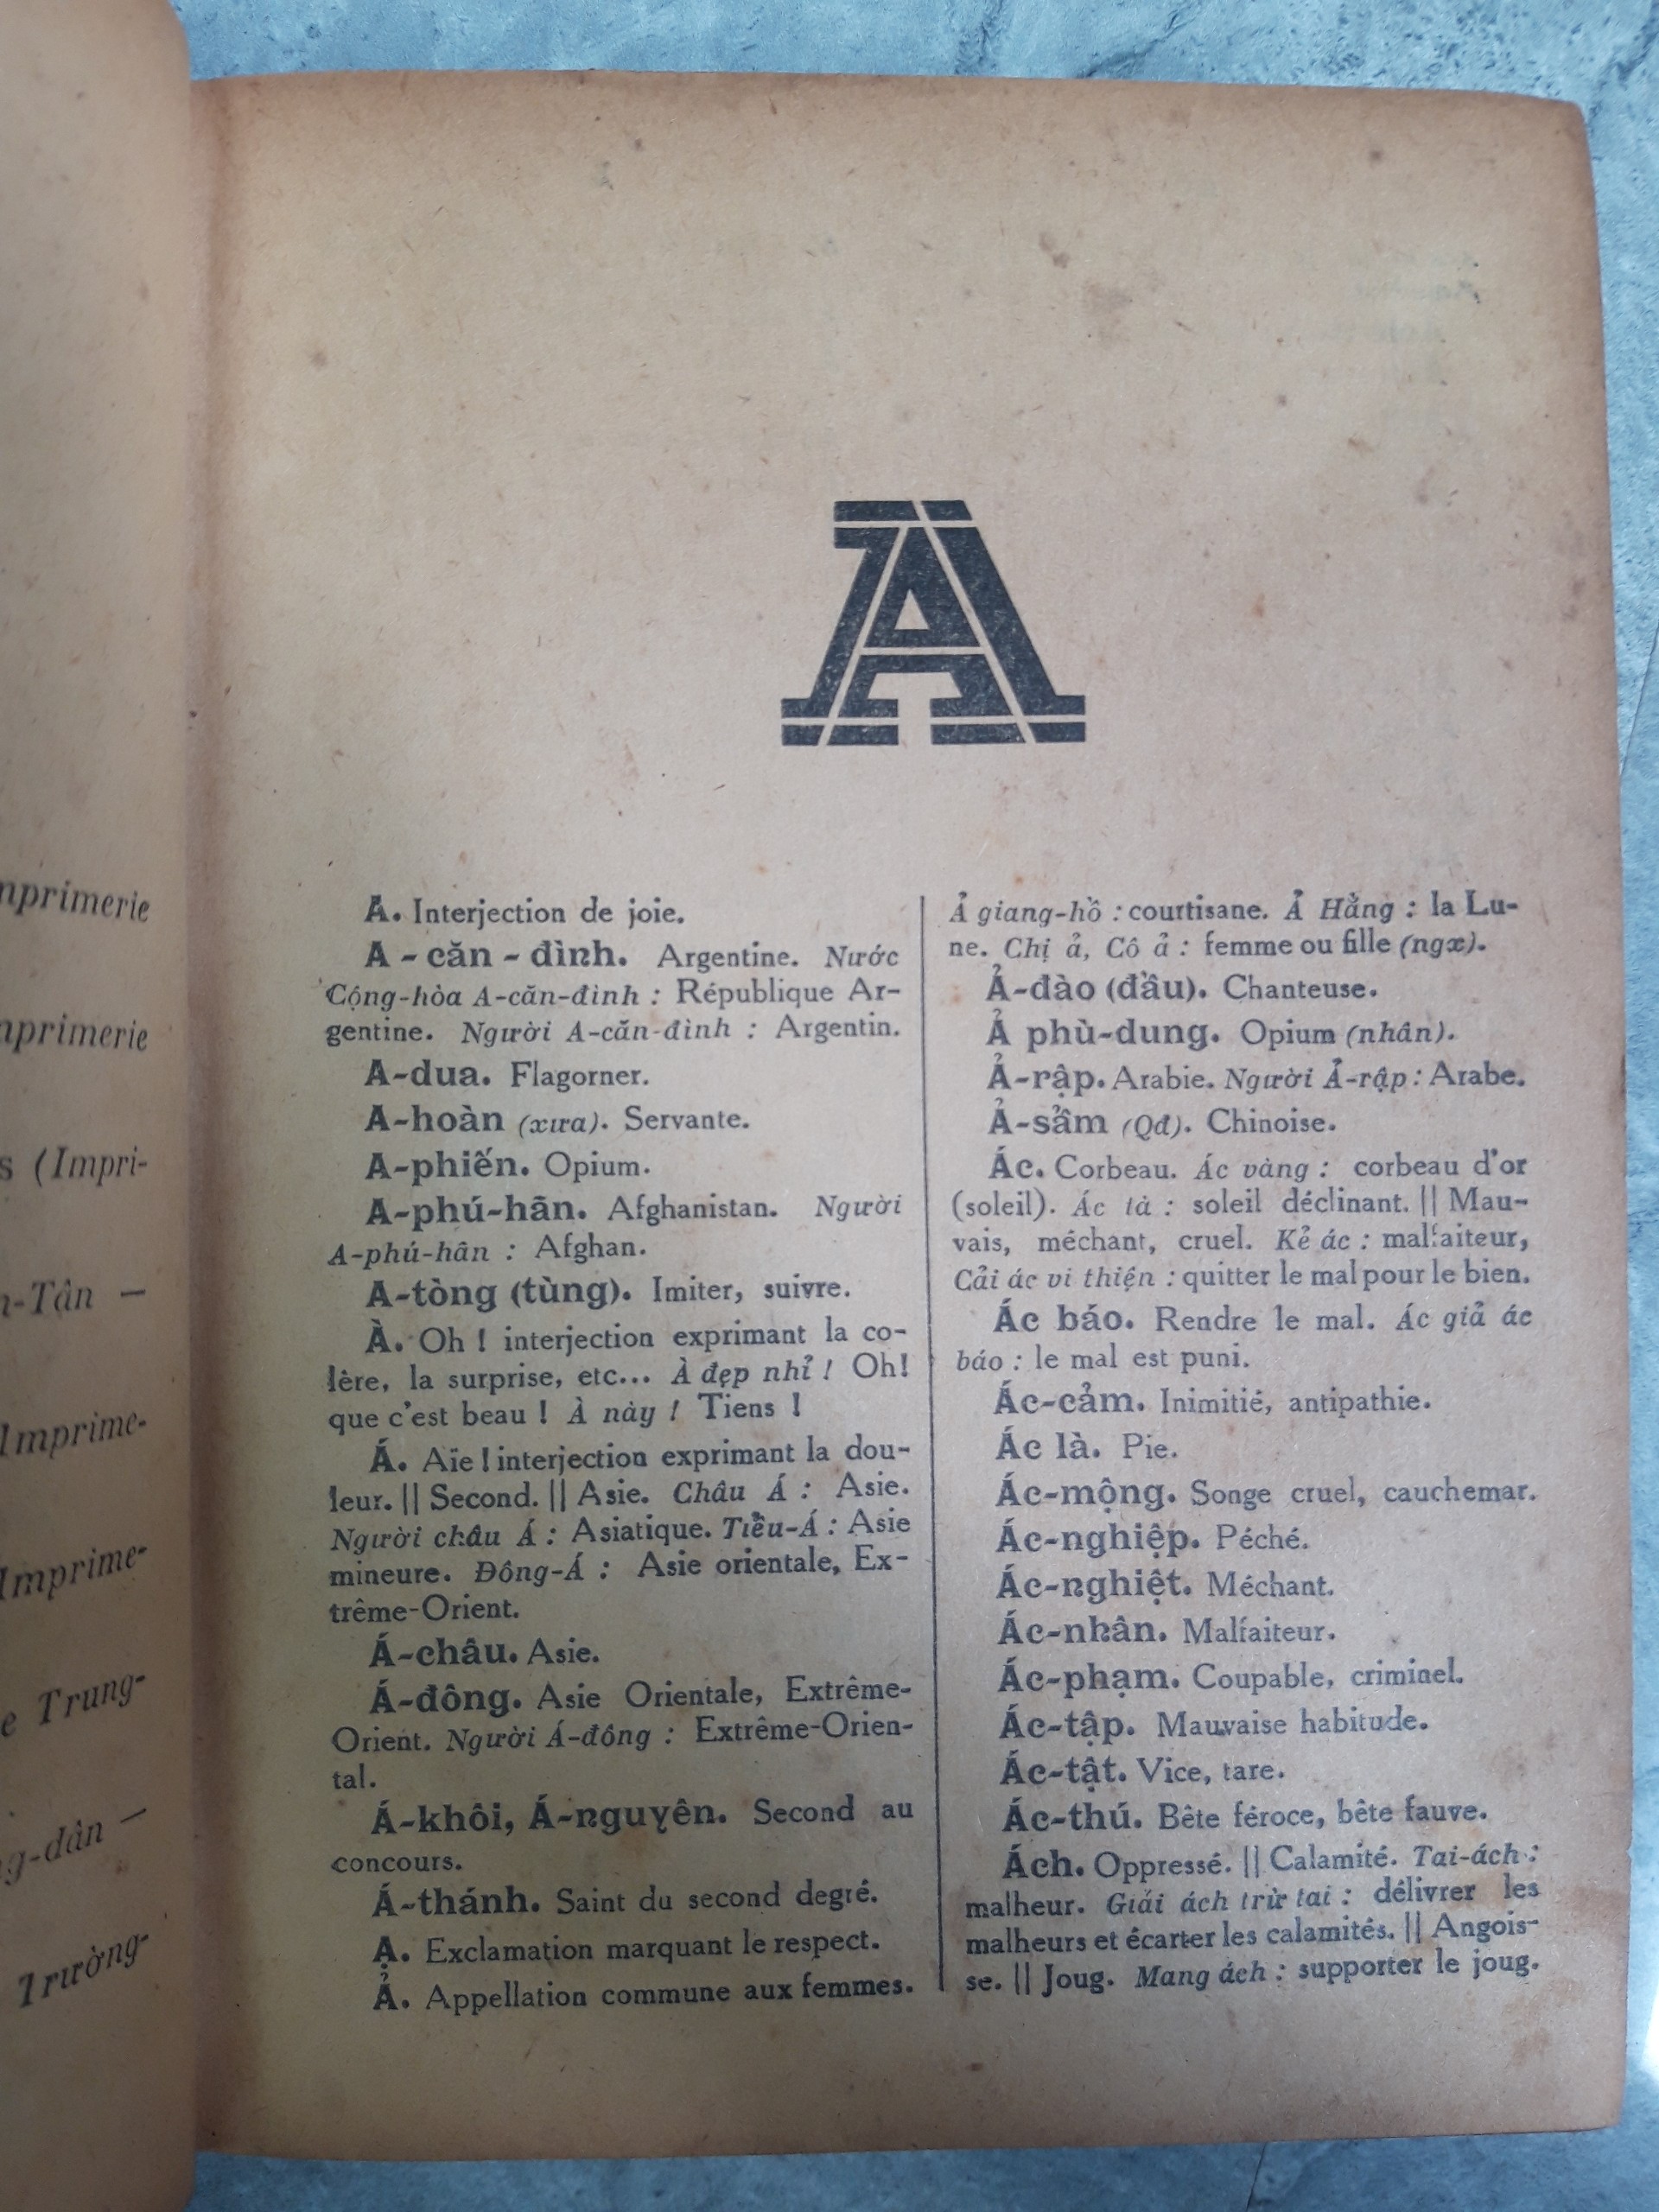 nprimerie
nprimerie
s (Impri-
n-Tân —
Imprime-
Imprime-
e Trung-
g-dân —
Trường-
A
A. Interjection de joie.
A - căn - đình. Argentine. Nước
Cộng-hòa A-căn-đình : République Ar-
gentine. Người A-căn-đình : Argentin.
A-dua. Flagorner.
A-hoàn (xưa). Servante.
A-phiến. Opium.
A-phú-hãn. Afghanistan. Người
A-phú-hân : Afghan.
A-tòng (tùng). Imiter, suivre.
À. Oh ! interjection exprimant la co-
lère, la surprise, etc... À đẹp nhỉ ! Oh!
que c'est beau ! À này ! Tiens !
Á. Aïe ! interjection exprimant la dou-
leur. || Second. || Asie. Châu Á : Asie.
Người châu Á : Asiatique. Tiểu-Á : Asie
mineure. Đông-Á : Asie orientale, Ex-
trême-Orient.
Á-châu. Asie.
Á-đông. Asie Orientale, Extrême-
Orient. Người Á-đông : Extrême-Orien-
tal.
Á-khôi, Á-nguyên. Second au
concours.
Á-thánh. Saint du second degré.
Ạ. Exclamation marquant le respect.
Ả. Appellation commune aux femmes.
Ả giang-hồ : courtisane. Ả Hằng : la Lu-
ne. Chị ả, Cô ả : femme ou fille (ngx).
Ả-đào (đầu). Chanteuse.
Ả phù-dung. Opium (nhân).
Ả-rập. Arabie. Người Ả-rập : Arabe.
Ả-sẩm (Qđ). Chinoise.
Ác. Corbeau. Ác vàng : corbeau d'or
(soleil). Ác tà : soleil déclinant. || Mau-
vais, méchant, cruel. Kẻ ác : malfaiteur,
Cải ác vi thiện : quitter le mal pour le bien.
Ác báo. Rendre le mal. Ác giả ác
báo : le mal est puni.
Ác-cảm. Inimitié, antipathie.
Ác là. Pie.
Ác-mộng. Songe cruel, cauchemar.
Ác-nghiệp. Péché.
Ác-nghiệt. Méchant.
Ác-nhân. Malfaiteur.
Ác-phạm. Coupable, criminel.
Ác-tập. Mauvaise habitude.
Ác-tật. Vice, tare.
Ác-thú. Bête féroce, bête fauve.
Ách. Oppressé. || Calamité. Tai-ách :
malheur. Giải ách trừ tai : délivrer les
malheurs et écarter les calamités. || Angois-
se. || Joug. Mang ách : supporter le joug.